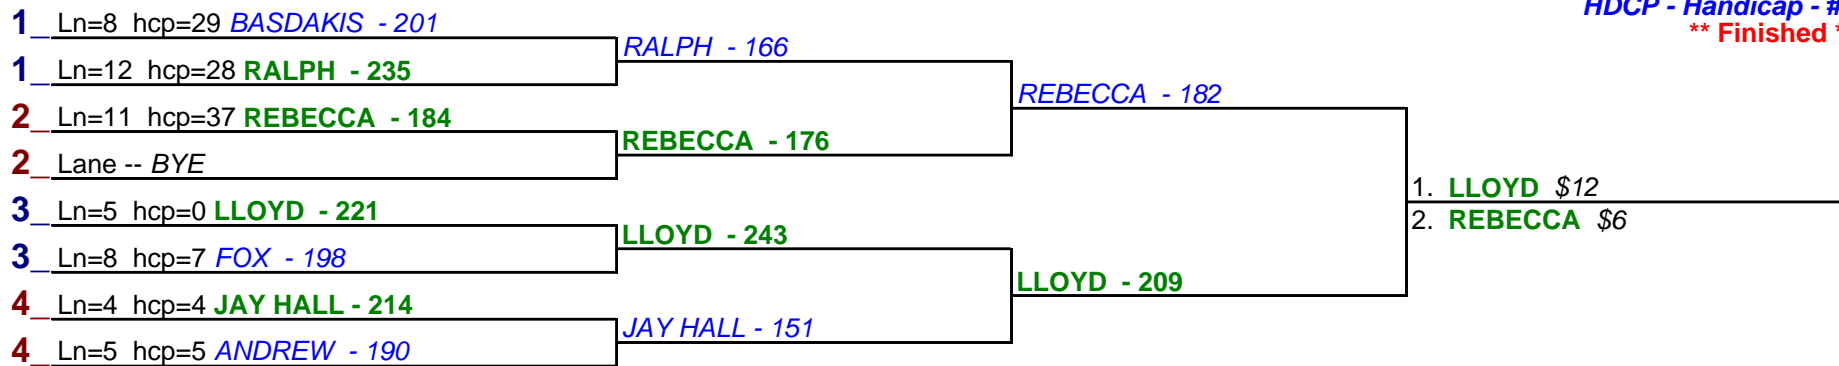 HDCP - Handicap - #
** Finished *
1_ Ln=8 hcp=29 BASDAKIS - 201
1_ Ln=12 hcp=28 RALPH - 235
2_ Ln=11 hcp=37 REBECCA - 184
2_ Lane -- BYE
3_ Ln=5 hcp=0 LLOYD - 221
3_ Ln=8 hcp=7 FOX - 198
4_ Ln=4 hcp=4 JAY HALL - 214
4_ Ln=5 hcp=5 ANDREW - 190
RALPH - 166
REBECCA - 176
LLOYD - 243
JAY HALL - 151
REBECCA - 182
LLOYD - 209
1. LLOYD $12
2. REBECCA $6